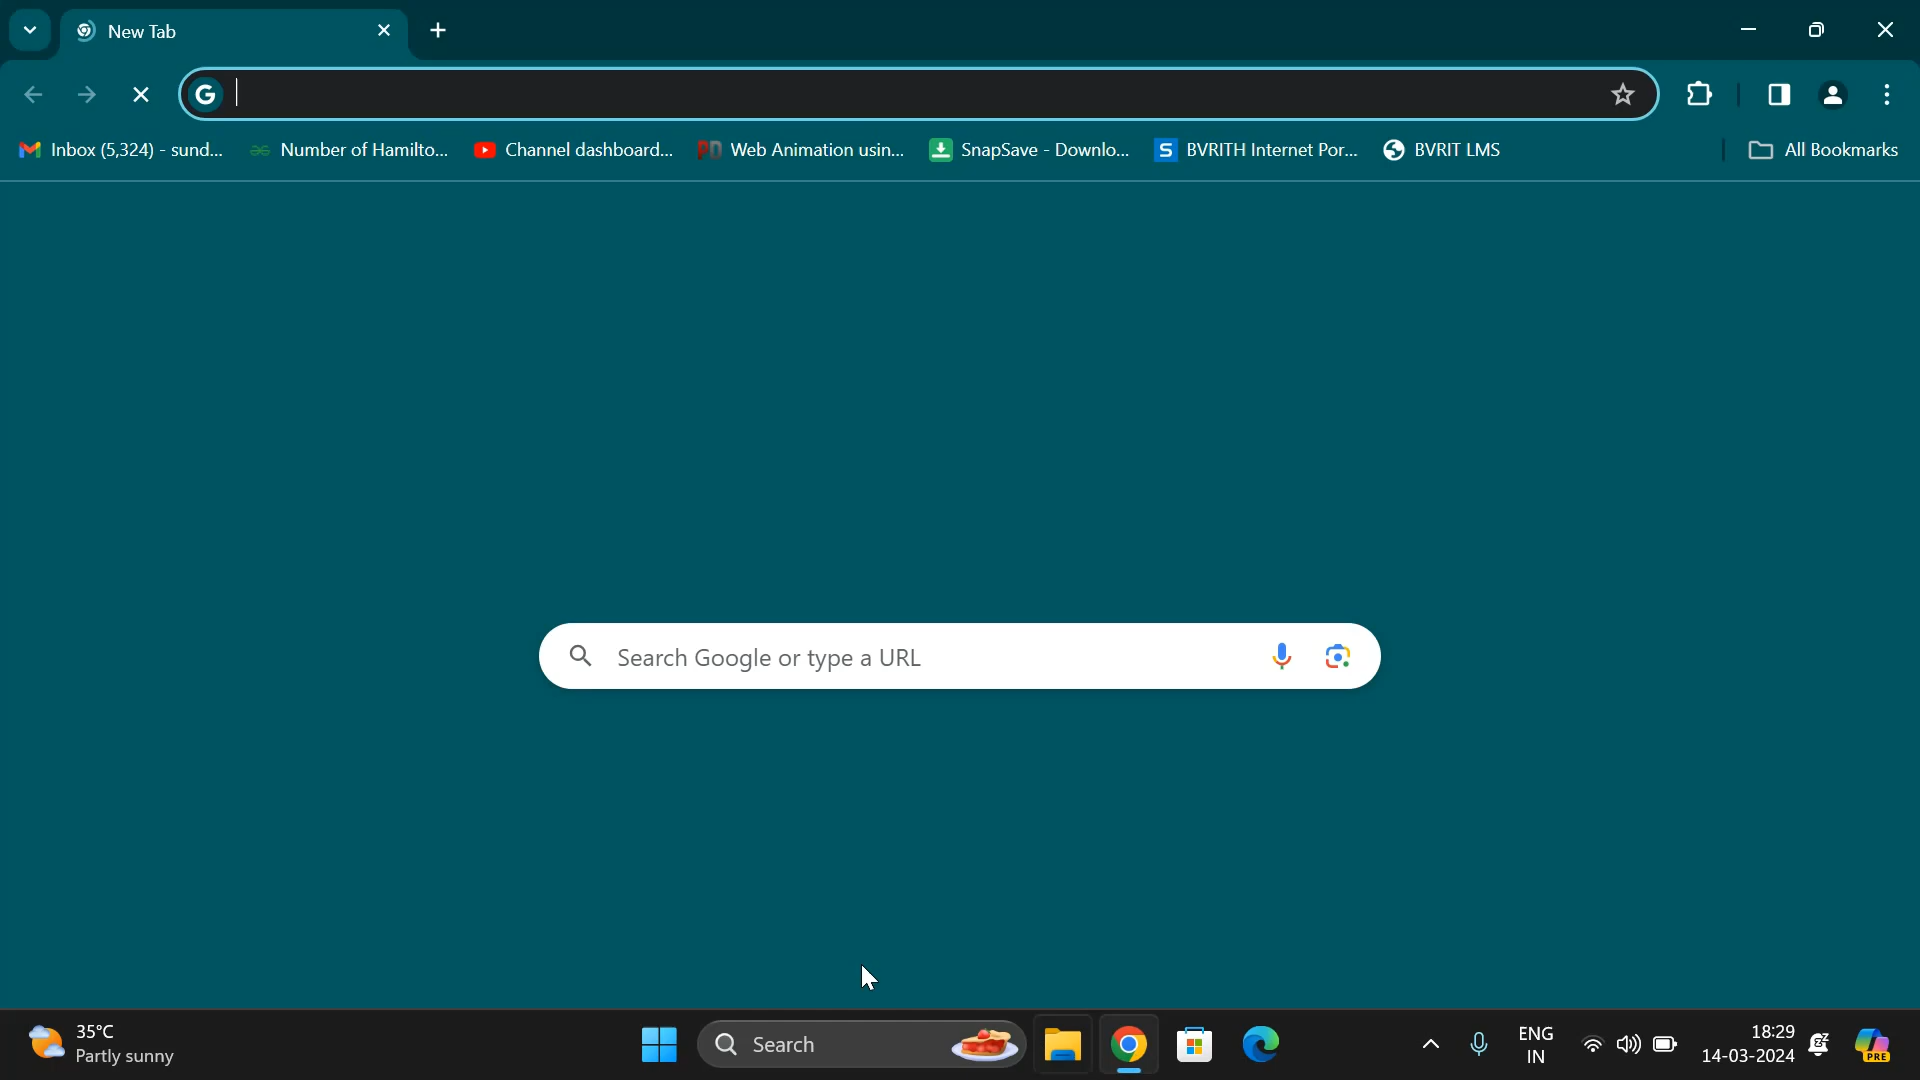 New Tab
Inbox (5,324) - sund... Number of Hamilto... Channel dashboard... Web Animation usin... SnapSave - Downlo... BVRITH Internet Por... BVRIT LMS All Bookmarks
Search Google or type a URL
35°C
Partly sunny
Search
ENG
IN
18:29
14-03-2024
PRE